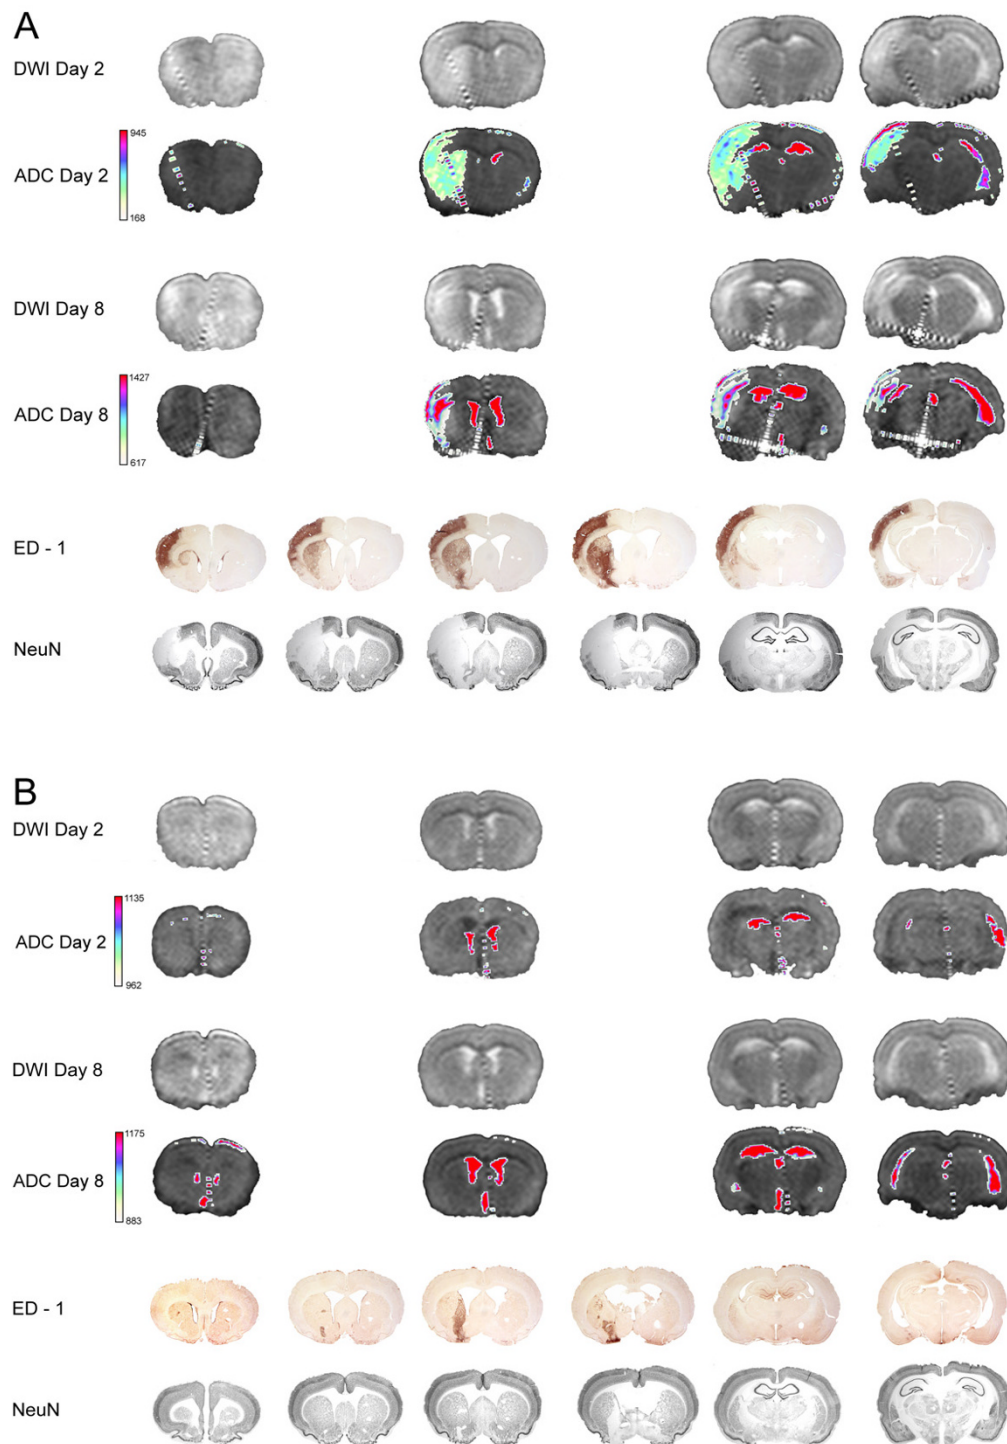 A
DWI Day 2
945
ADC Day 2
168
DWI Day 8
1427
ADC Day 8
617
ED - 1
NeuN
B
DWI Day 2
1135
ADC Day 2
962
DWI Day 8
1175
ADC Day 8
883
ED - 1
NeuN